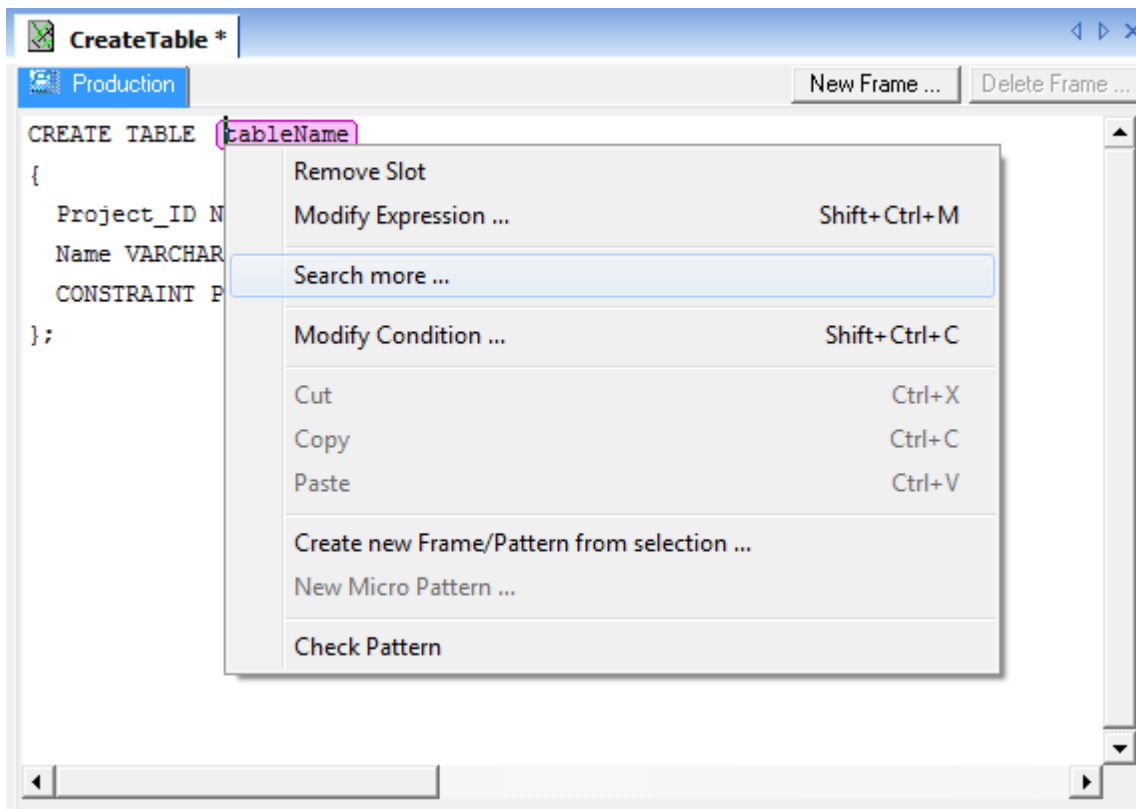 CreateTable *
Production
New Frame ...
Delete Frame ...
CREATE TABLE tableName
{
Project_ID N
Name VARCHAR
CONSTRAINT P
};
Remove Slot
Modify Expression ... Shift+Ctrl+M
Search more ...
Modify Condition ... Shift+Ctrl+C
Cut Ctrl+X
Copy Ctrl+C
Paste Ctrl+V
Create new Frame/Pattern from selection ...
New Micro Pattern ...
Check Pattern